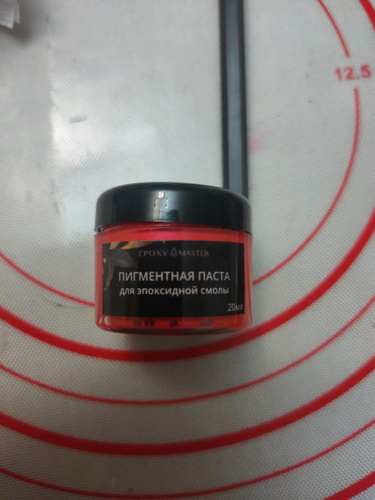 12.5
EPOXY MASTER
ПИГМЕНТНАЯ ПАСТА
для эпоксидной смолы
20мл